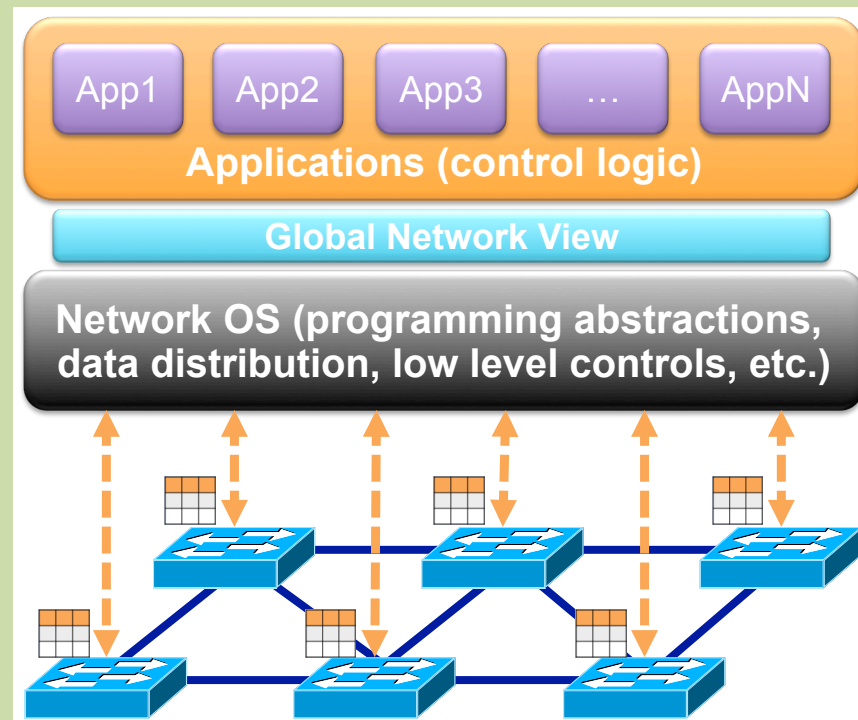 App1 App2 App3 … AppN
Applications (control logic)
Global Network View
Network OS (programming abstractions,
data distribution, low level controls, etc.)